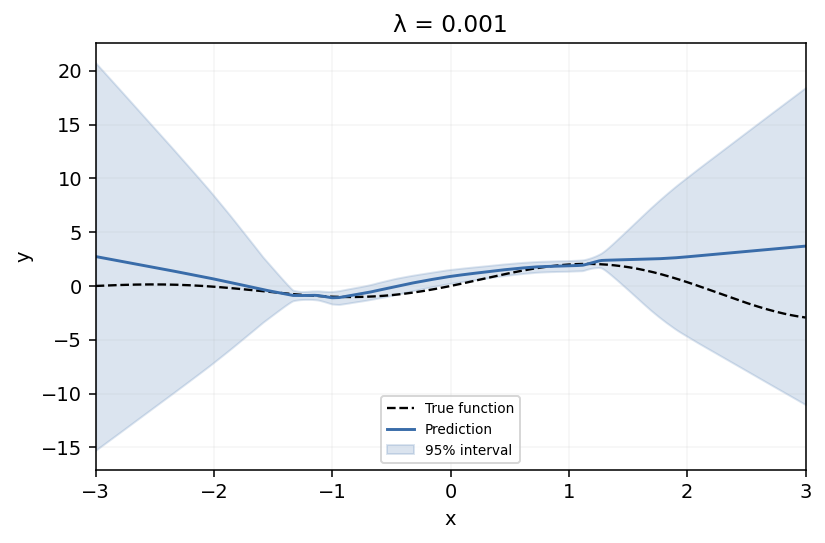 λ = 0.001
y
20
15
10
5
0
−5
−10
−15
True function
Prediction
95% interval
−3 −2 −1 0 1 2 3
x